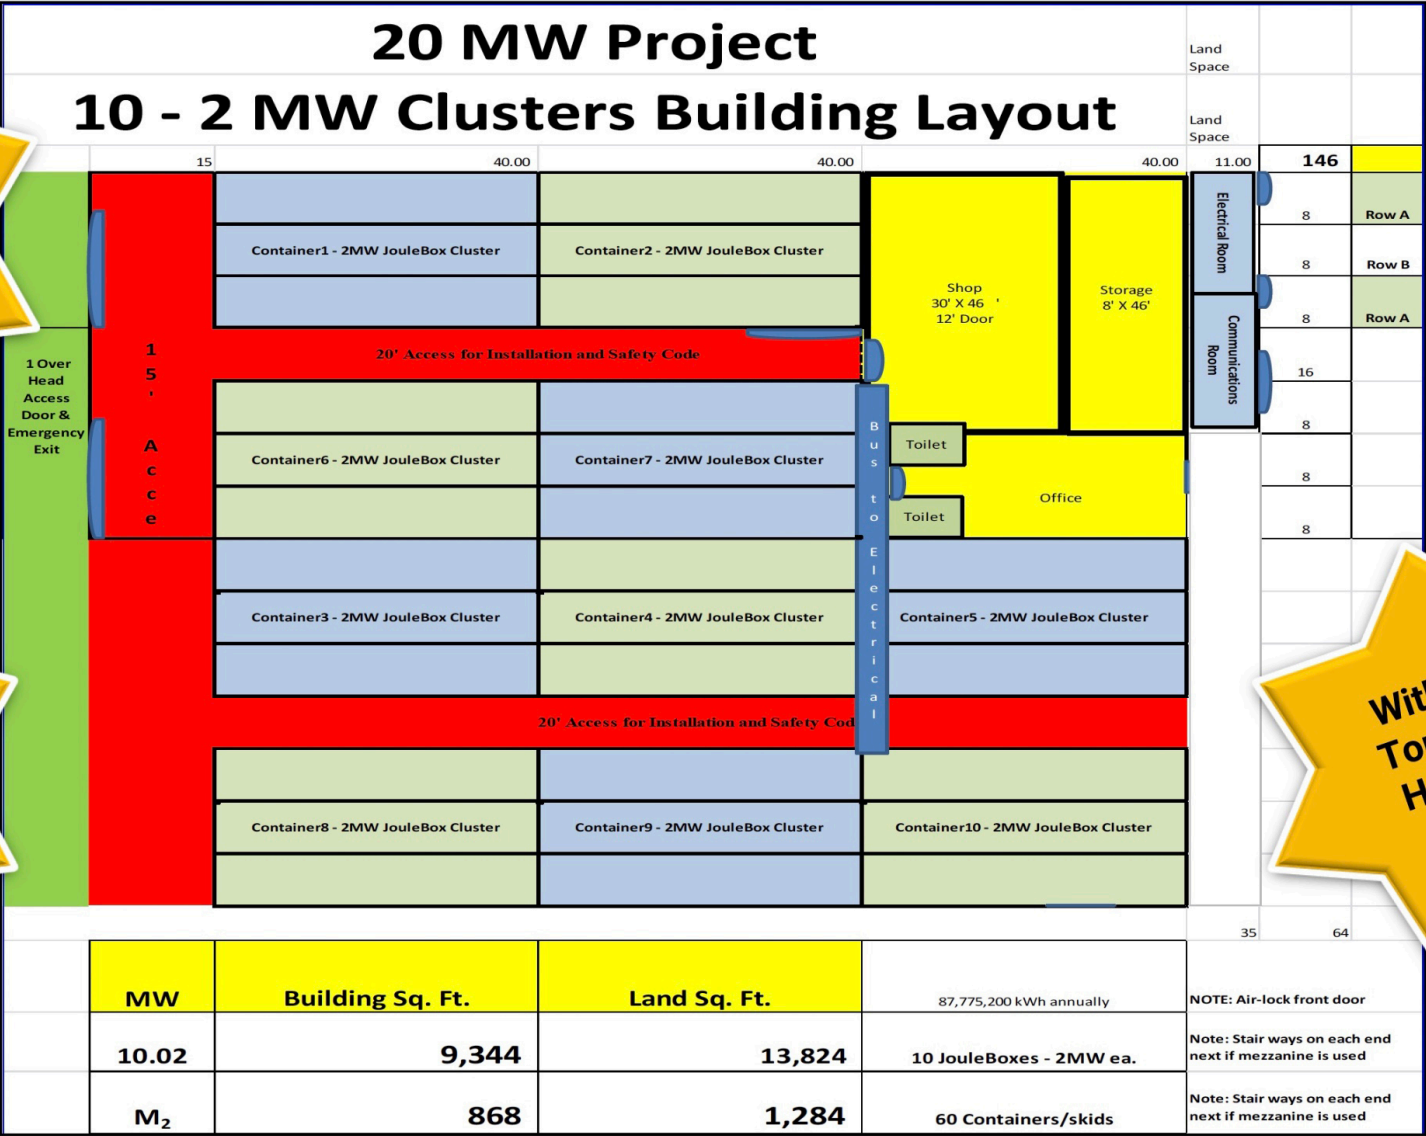 20 MW Project
Land
Space
10 - 2 MW Clusters Building Layout
Land
Space
15
40.00
40.00
40.00
11.00
146
Container1 - 2MW JouleBox Cluster
Container2 - 2MW JouleBox Cluster
Shop
30' X 46 '
12' Door
Storage
8' X 46'
Electrical Room
Communications
Room
8
Row A
8
Row B
8
Row A
16
8
8
8
1 Over
Head
Access
Door &
Emergency
Exit
15' Acce
20' Access for Installation and Safety Code
Bus to Electrical
Container6 - 2MW JouleBox Cluster
Container7 - 2MW JouleBox Cluster
Toilet
Office
Toilet
Container3 - 2MW JouleBox Cluster
Container4 - 2MW JouleBox Cluster
Container5 - 2MW JouleBox Cluster
20' Access for Installation and Safety Cod
Container8 - 2MW JouleBox Cluster
Container9 - 2MW JouleBox Cluster
Container10 - 2MW JouleBox Cluster
35
64
MW
Building Sq. Ft.
Land Sq. Ft.
87,775,200 kWh annually
NOTE: Air-lock front door
10.02
9,344
13,824
10 JouleBoxes - 2MW ea.
Note: Stair ways on each end
next if mezzanine is used
M2
868
1,284
60 Containers/skids
Note: Stair ways on each end
next if mezzanine is used